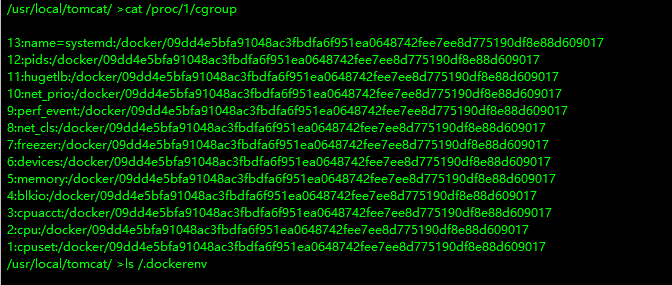 /usr/local/tomcat/ >cat /proc/1/cgroup
13:name=systemd:/docker/09dd4e5bfa91048ac3fbdfa6f951ea0648742fee7ee8d775190df8e88d609017
12:pids:/docker/09dd4e5bfa91048ac3fbdfa6f951ea0648742fee7ee8d775190df8e88d609017
11:hugetlb:/docker/09dd4e5bfa91048ac3fbdfa6f951ea0648742fee7ee8d775190df8e88d609017
10:net_prio:/docker/09dd4e5bfa91048ac3fbdfa6f951ea0648742fee7ee8d775190df8e88d609017
9:perf_event:/docker/09dd4e5bfa91048ac3fbdfa6f951ea0648742fee7ee8d775190df8e88d609017
8:net_cls:/docker/09dd4e5bfa91048ac3fbdfa6f951ea0648742fee7ee8d775190df8e88d609017
7:freezer:/docker/09dd4e5bfa91048ac3fbdfa6f951ea0648742fee7ee8d775190df8e88d609017
6:devices:/docker/09dd4e5bfa91048ac3fbdfa6f951ea0648742fee7ee8d775190df8e88d609017
5:memory:/docker/09dd4e5bfa91048ac3fbdfa6f951ea0648742fee7ee8d775190df8e88d609017
4:blkio:/docker/09dd4e5bfa91048ac3fbdfa6f951ea0648742fee7ee8d775190df8e88d609017
3:cpuacct:/docker/09dd4e5bfa91048ac3fbdfa6f951ea0648742fee7ee8d775190df8e88d609017
2:cpu:/docker/09dd4e5bfa91048ac3fbdfa6f951ea0648742fee7ee8d775190df8e88d609017
1:cpuset:/docker/09dd4e5bfa91048ac3fbdfa6f951ea0648742fee7ee8d775190df8e88d609017
/usr/local/tomcat/ >ls /.dockerenv